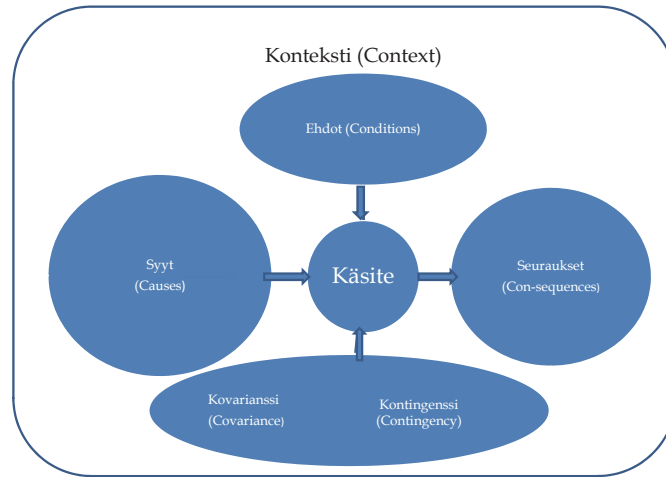 Konteksti (Context)
Ehdot (Conditions)
Syyt
(Causes)
Käsite
Seuraukset
(Con-sequences)
Kovarianssi
(Covariance)
Kontingenssi
(Contingency)